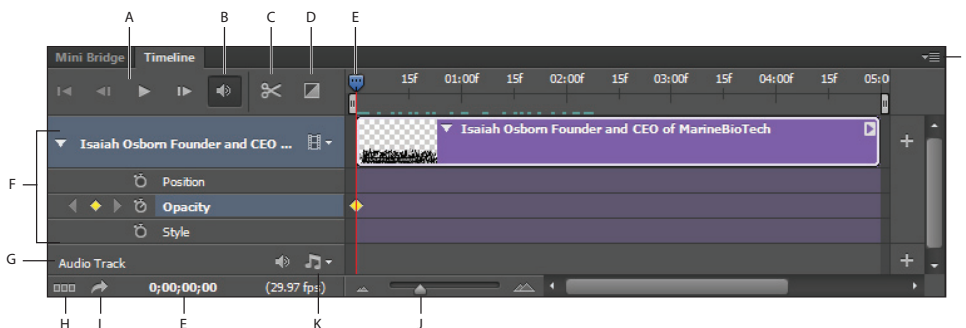 A B C D E
Mini Bridge Timeline
15f 01:00f 15f 02:00f 15f 03:00f 15f 04:00f 15f 05:0
Isaiah Osborn Founder and CEO ... Isaiah Osborn Founder and CEO of MarineBioTech
F
Position
Opacity
Style
G Audio Track
0;00;00;00 (29.97 fps)
H I E K J